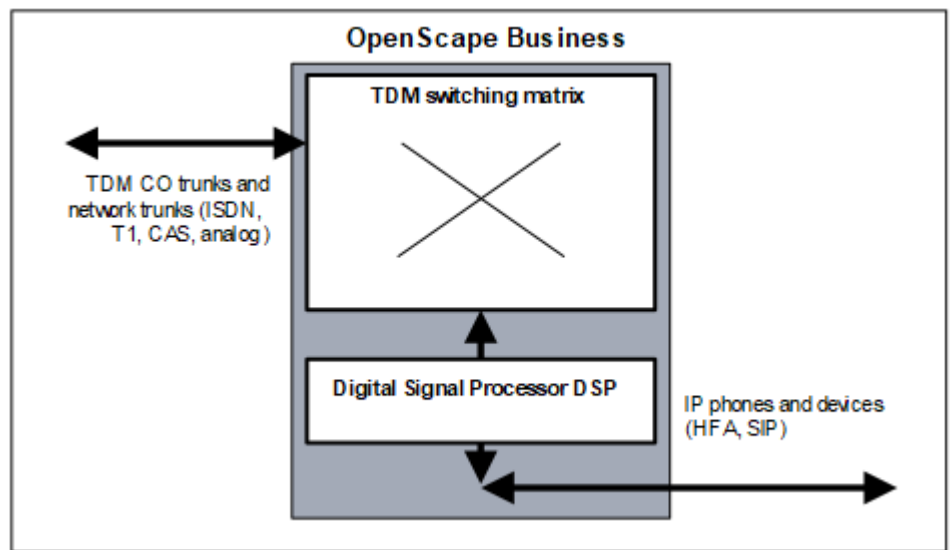 OpenScape Business
TDM switching matrix
TDM CO trunks and
network trunks (ISDN,
T1, CAS, analog)
Digital Signal Processor DSP
IP phones and devices
(HFA, SIP)